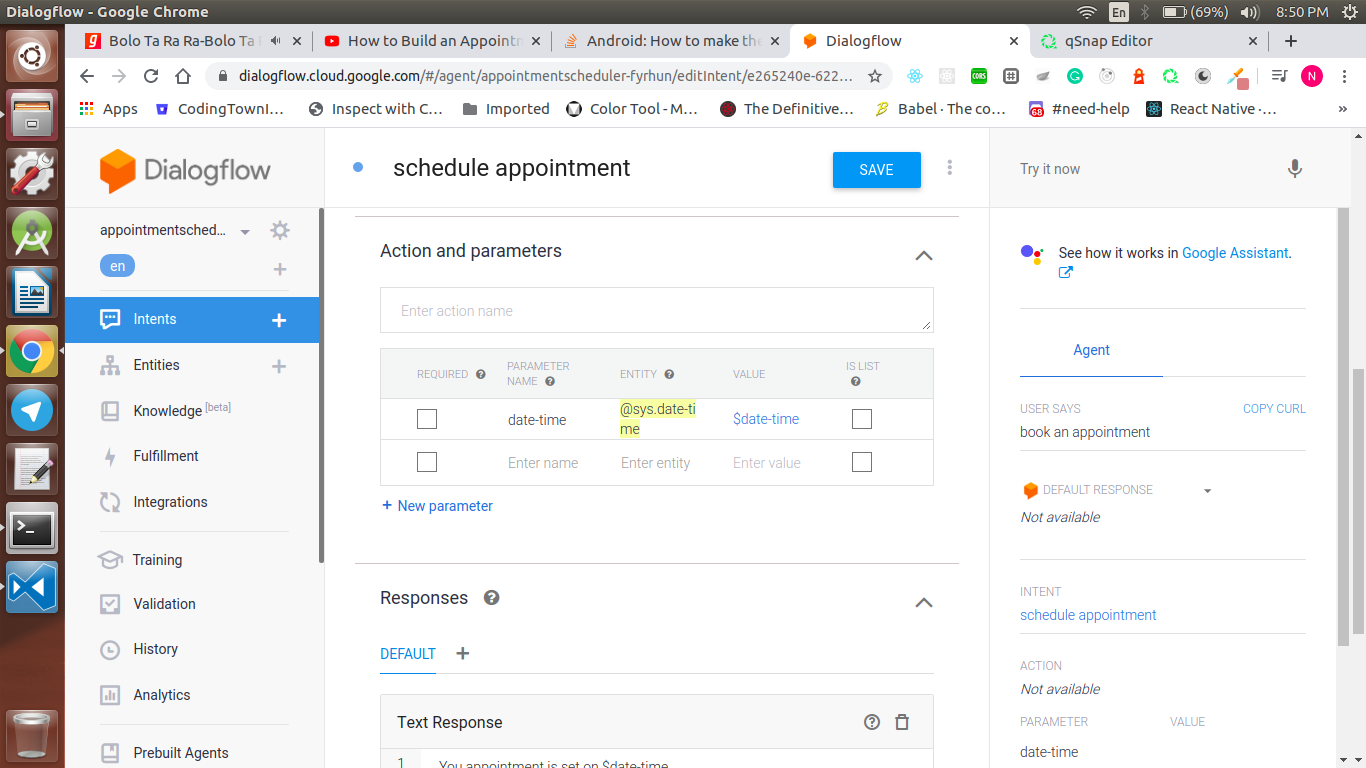 Dialogflow - Google Chrome
En
(69%)
8:50 PM
Bolo Ta Ra Ra-Bolo Ta
How to Build an Appointm
Android: How to make the
Dialogflow
qSnap Editor
dialogflow.cloud.google.com/#/agent/appointmentscheduler-fyrhun/editIntent/e265240e-622...
CORS
N
Apps
CodingTownI...
Inspect with C...
Imported
Color Tool - M...
The Definitive...
Babel · The co...
68
#need-help
React Native ·...
»
Dialogflow
appointmentsched...
en
Intents
Entities
Knowledge [beta]
Fulfillment
Integrations
Training
Validation
History
Analytics
Prebuilt Agents
schedule appointment
SAVE
Action and parameters
Enter action name
REQUIRED
PARAMETER NAME
ENTITY
VALUE
IS LIST
date-time
@sys.date-ti
me
$date-time
Enter name
Enter entity
Enter value
+ New parameter
Responses
DEFAULT
Text Response
1
You appointment is set on $date-time
Try it now
See how it works in Google Assistant.
Agent
USER SAYS
COPY CURL
book an appointment
DEFAULT RESPONSE
Not available
INTENT
schedule appointment
ACTION
Not available
PARAMETER
VALUE
date-time